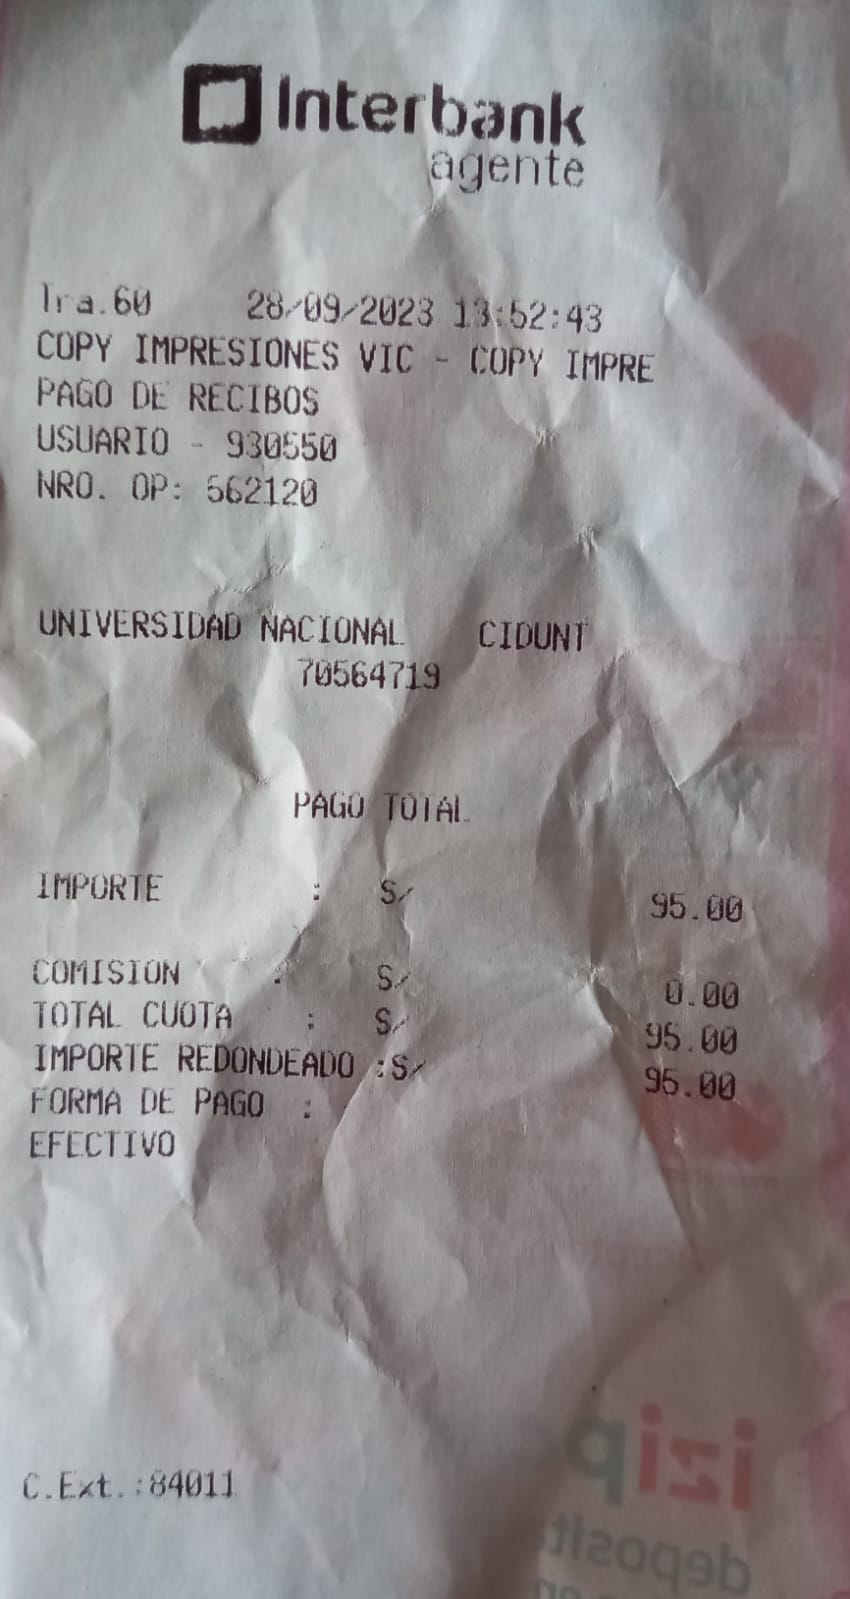 Interbank
agente
Tra.60 28/09/2023 13:52:43
COPY IMPRESIONES VIC - COPY IMPRE
PAGO DE RECIBOS
USUARIO - 930550
NRO. OP: 562120
UNIVERSIDAD NACIONAL CIDUNT
70564719
PAGO TOTAL
IMPORTE : S/ 95.00
COMISION : S/ 0.00
TOTAL CUOTA : S/ 95.00
IMPORTE REDONDEADO :S/ 95.00
FORMA DE PAGO :
EFECTIVO
C.Ext.:84011
izip
deposita